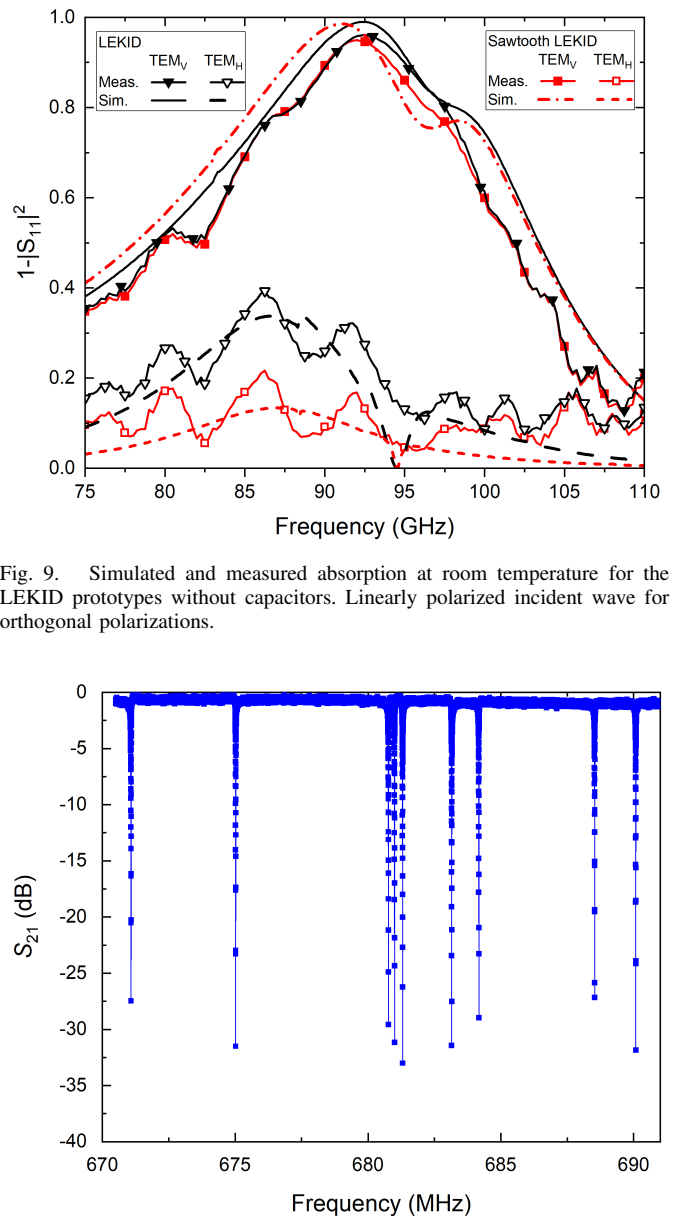 LEKID
TEMV TEMH
Meas.
Sim.
Sawtooth LEKID
TEMV TEMH
Meas.
Sim.
1-|S11|^2
1.0
0.8
0.6
0.4
0.2
0.0
75 80 85 90 95 100 105 110
Frequency (GHz)
Fig. 9. Simulated and measured absorption at room temperature for the
LEKID prototypes without capacitors. Linearly polarized incident wave for
orthogonal polarizations.
S21 (dB)
0
-5
-10
-15
-20
-25
-30
-35
-40
670 675 680 685 690
Frequency (MHz)